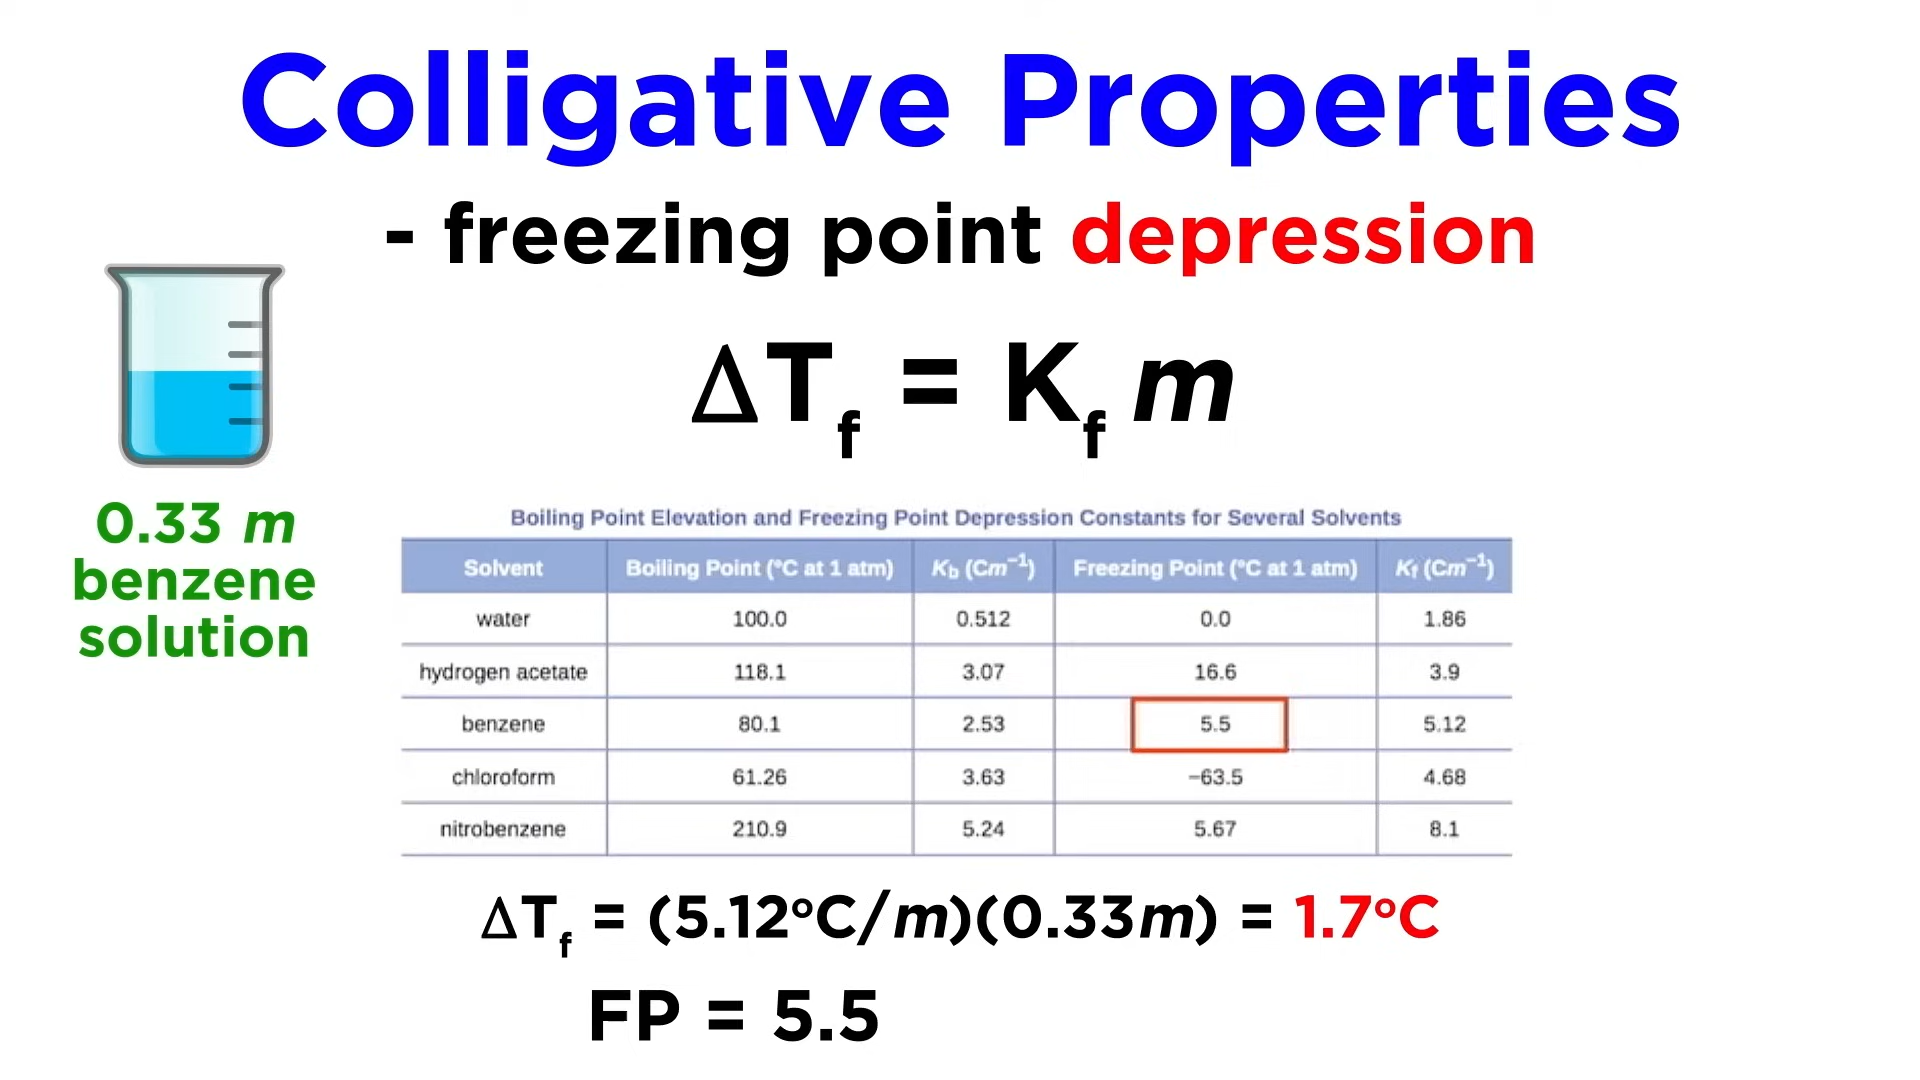 Colligative Properties
- freezing point depression
ΔTf = Kf m
0.33 m
benzene
solution
Boiling Point Elevation and Freezing Point Depression Constants for Several Solvents
Solvent Boiling Point (°C at 1 atm) Kb (Cm⁻¹) Freezing Point (°C at 1 atm) Kf (Cm⁻¹)
water 100.0 0.512 0.0 1.86
hydrogen acetate 118.1 3.07 16.6 3.9
benzene 80.1 2.53 5.5 5.12
chloroform 61.26 3.63 −63.5 4.68
nitrobenzene 210.9 5.24 5.67 8.1
ΔTf = (5.12°C/m)(0.33m) = 1.7°C
FP = 5.5